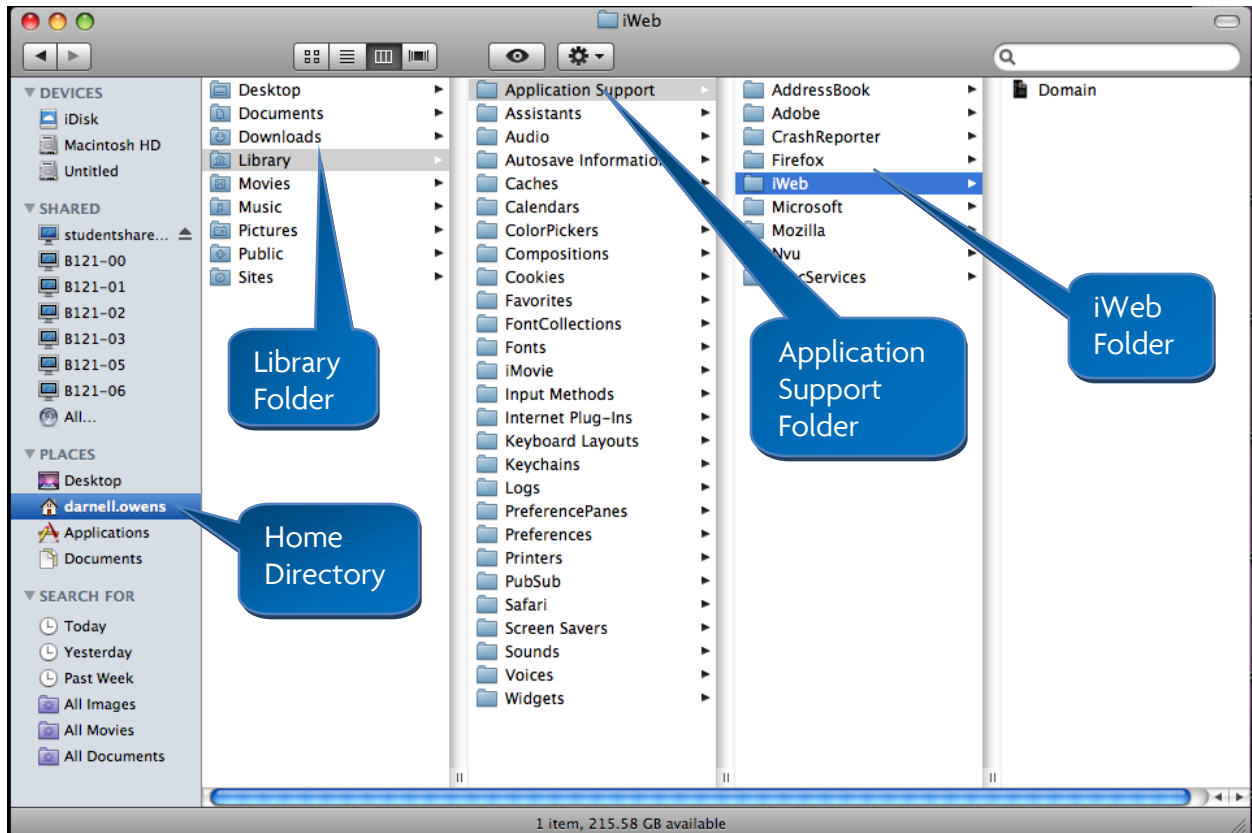 iWeb
DEVICES
iDisk
Macintosh HD
Untitled
SHARED
studentshare...
B121-00
B121-01
B121-02
B121-03
B121-05
B121-06
All...
PLACES
Desktop
darnell.owens
Applications
Documents
SEARCH FOR
Today
Yesterday
Past Week
All Images
All Movies
All Documents
Desktop
Documents
Downloads
Library
Movies
Music
Pictures
Public
Sites
Library
Folder
Home
Directory
Application Support
Assistants
Audio
Autosave Information
Caches
Calendars
ColorPickers
Compositions
Cookies
Favorites
FontCollections
Fonts
iMovie
Input Methods
Internet Plug-Ins
Keyboard Layouts
Keychains
Logs
PreferencePanes
Preferences
Printers
PubSub
Safari
Screen Savers
Sounds
Voices
Widgets
AddressBook
Adobe
CrashReporter
Firefox
iWeb
Microsoft
Mozilla
Nvu
cServices
Application
Support
Folder
Domain
iWeb
Folder
1 item, 215.58 GB available